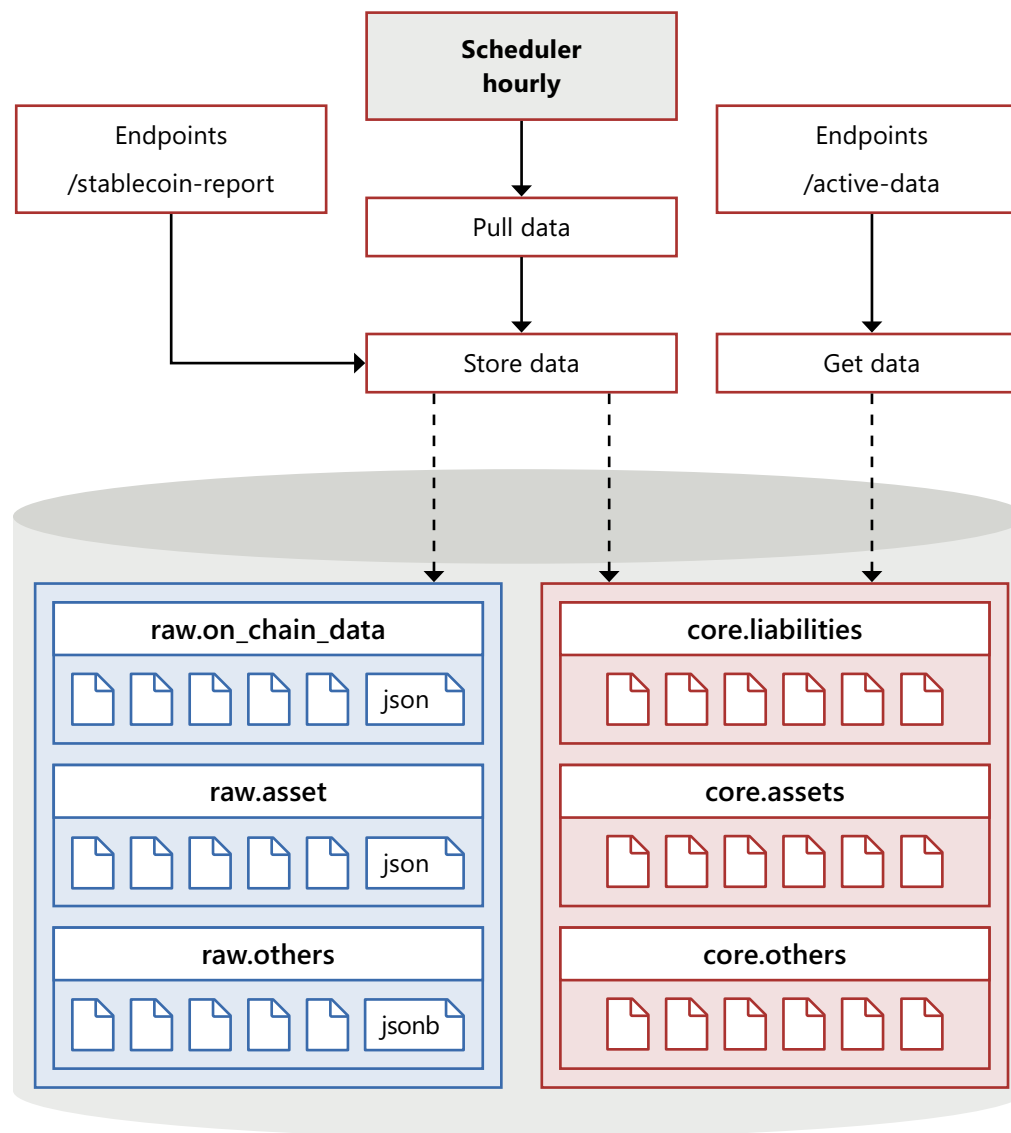 Scheduler
hourly
Endpoints
/stablecoin-report
Endpoints
/active-data
Pull data
Store data
Get data
raw.on_chain_data
json
raw.asset
json
raw.others
jsonb
core.liabilities
core.assets
core.others